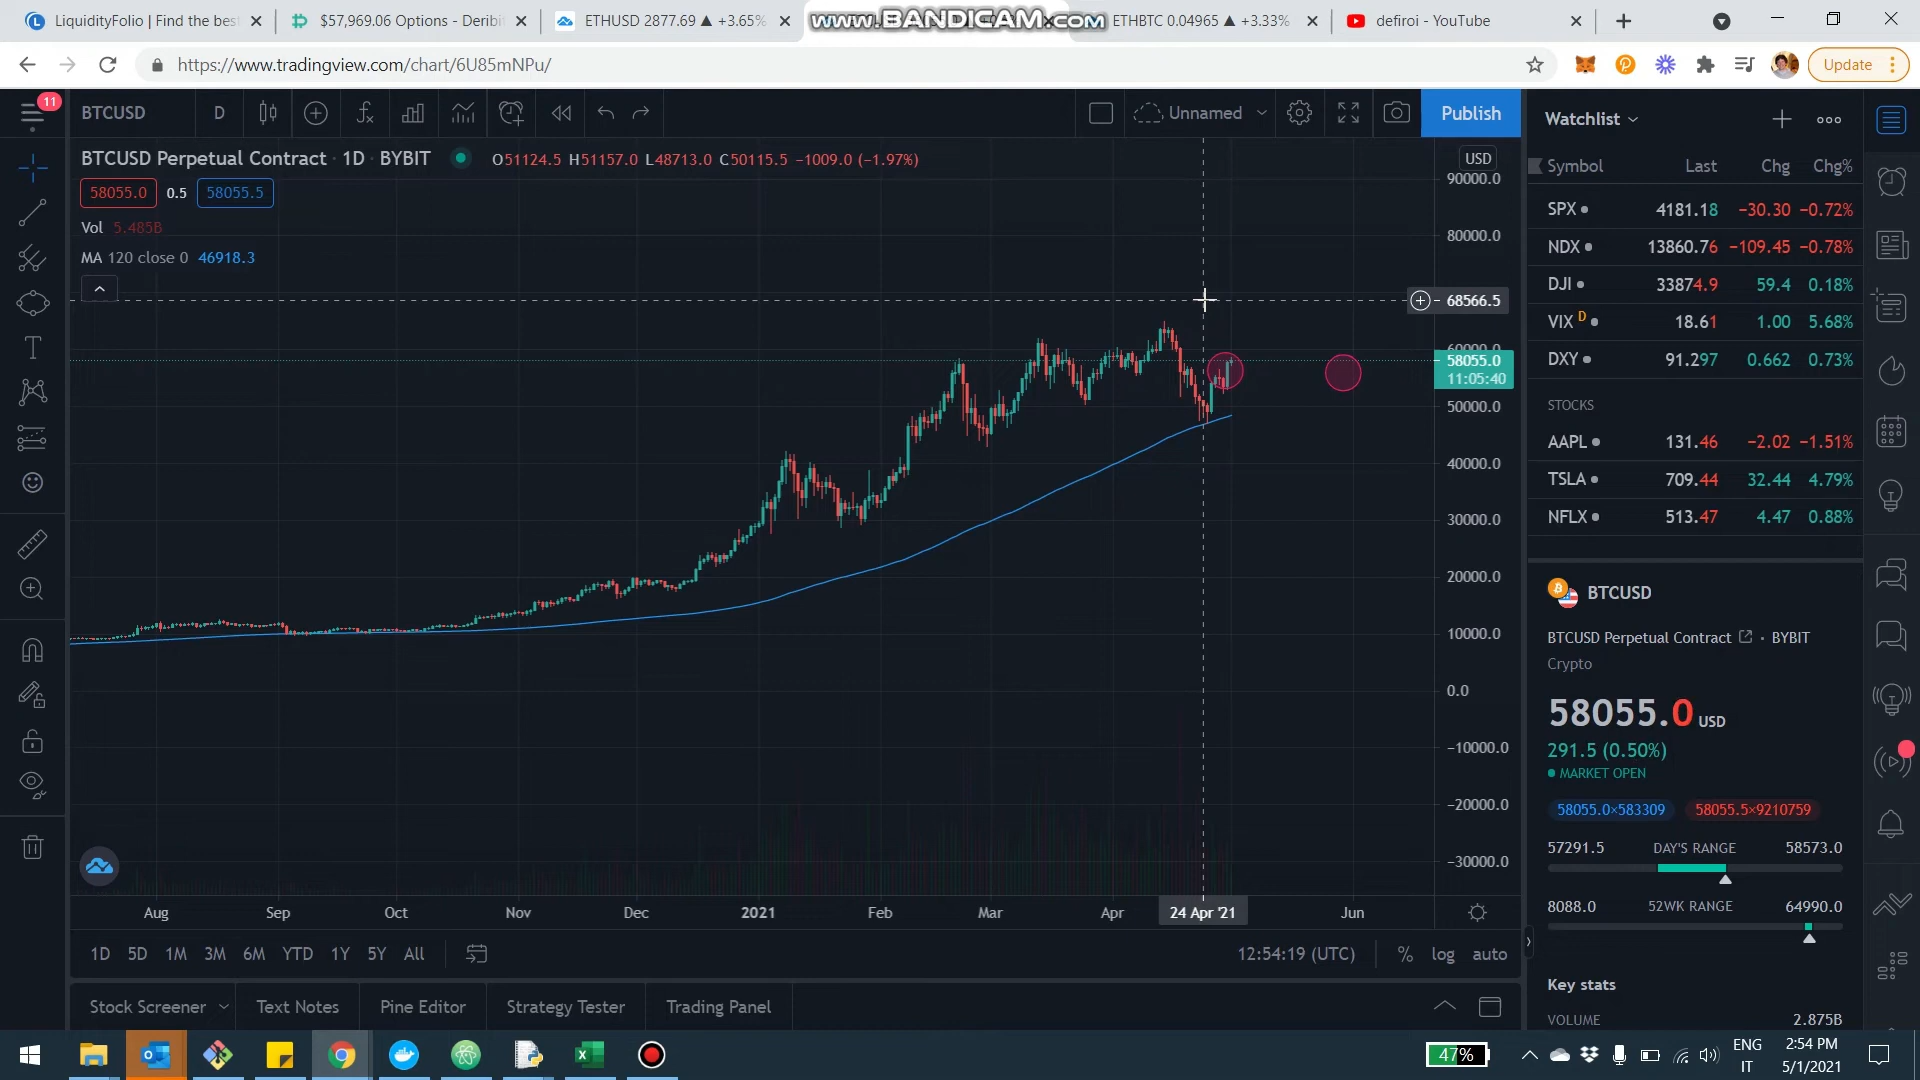 LiquidityFolio | Find the bes
$57,969.06 Options - Deribi
ETHUSD 2877.69 ▲ +3.65%
www.BANDICAM.com
ETHBTC 0.04965 ▲ +3.33%
defiroi - YouTube
https://www.tradingview.com/chart/6U85mNPu/
Update
11
BTCUSD
D
Unnamed
Publish
Watchlist
BTCUSD Perpetual Contract · 1D · BYBIT
O51124.5 H51157.0 L48713.0 C50115.5 −1009.0 (−1.97%)
USD
58055.0
0.5
58055.5
Vol 5.485B
MA 120 close 0 46918.3
90000.0
80000.0
68566.5
60000.0
58055.0
11:05:40
50000.0
40000.0
30000.0
20000.0
10000.0
0.0
−10000.0
−20000.0
−30000.0
Aug Sep Oct Nov Dec 2021 Feb Mar Apr 24 Apr '21 Jun
1D 5D 1M 3M 6M YTD 1Y 5Y All
12:54:19 (UTC)
% log auto
Stock Screener
Text Notes
Pine Editor
Strategy Tester
Trading Panel
Symbol Last Chg Chg%
SPX 4181.18 −30.30 −0.72%
NDX 13860.76 −109.45 −0.78%
DJI 33874.9 59.4 0.18%
VIX D 18.61 1.00 5.68%
DXY 91.297 0.662 0.73%
STOCKS
AAPL 131.46 −2.02 −1.51%
TSLA 709.44 32.44 4.79%
NFLX 513.47 4.47 0.88%
BTCUSD
BTCUSD Perpetual Contract · BYBIT
Crypto
58055.0 USD
291.5 (0.50%)
MARKET OPEN
58055.0×583309
58055.5×9210759
57291.5 DAY'S RANGE 58573.0
8088.0 52WK RANGE 64990.0
Key stats
VOLUME 2.875B
47%
ENG
IT
2:54 PM
5/1/2021